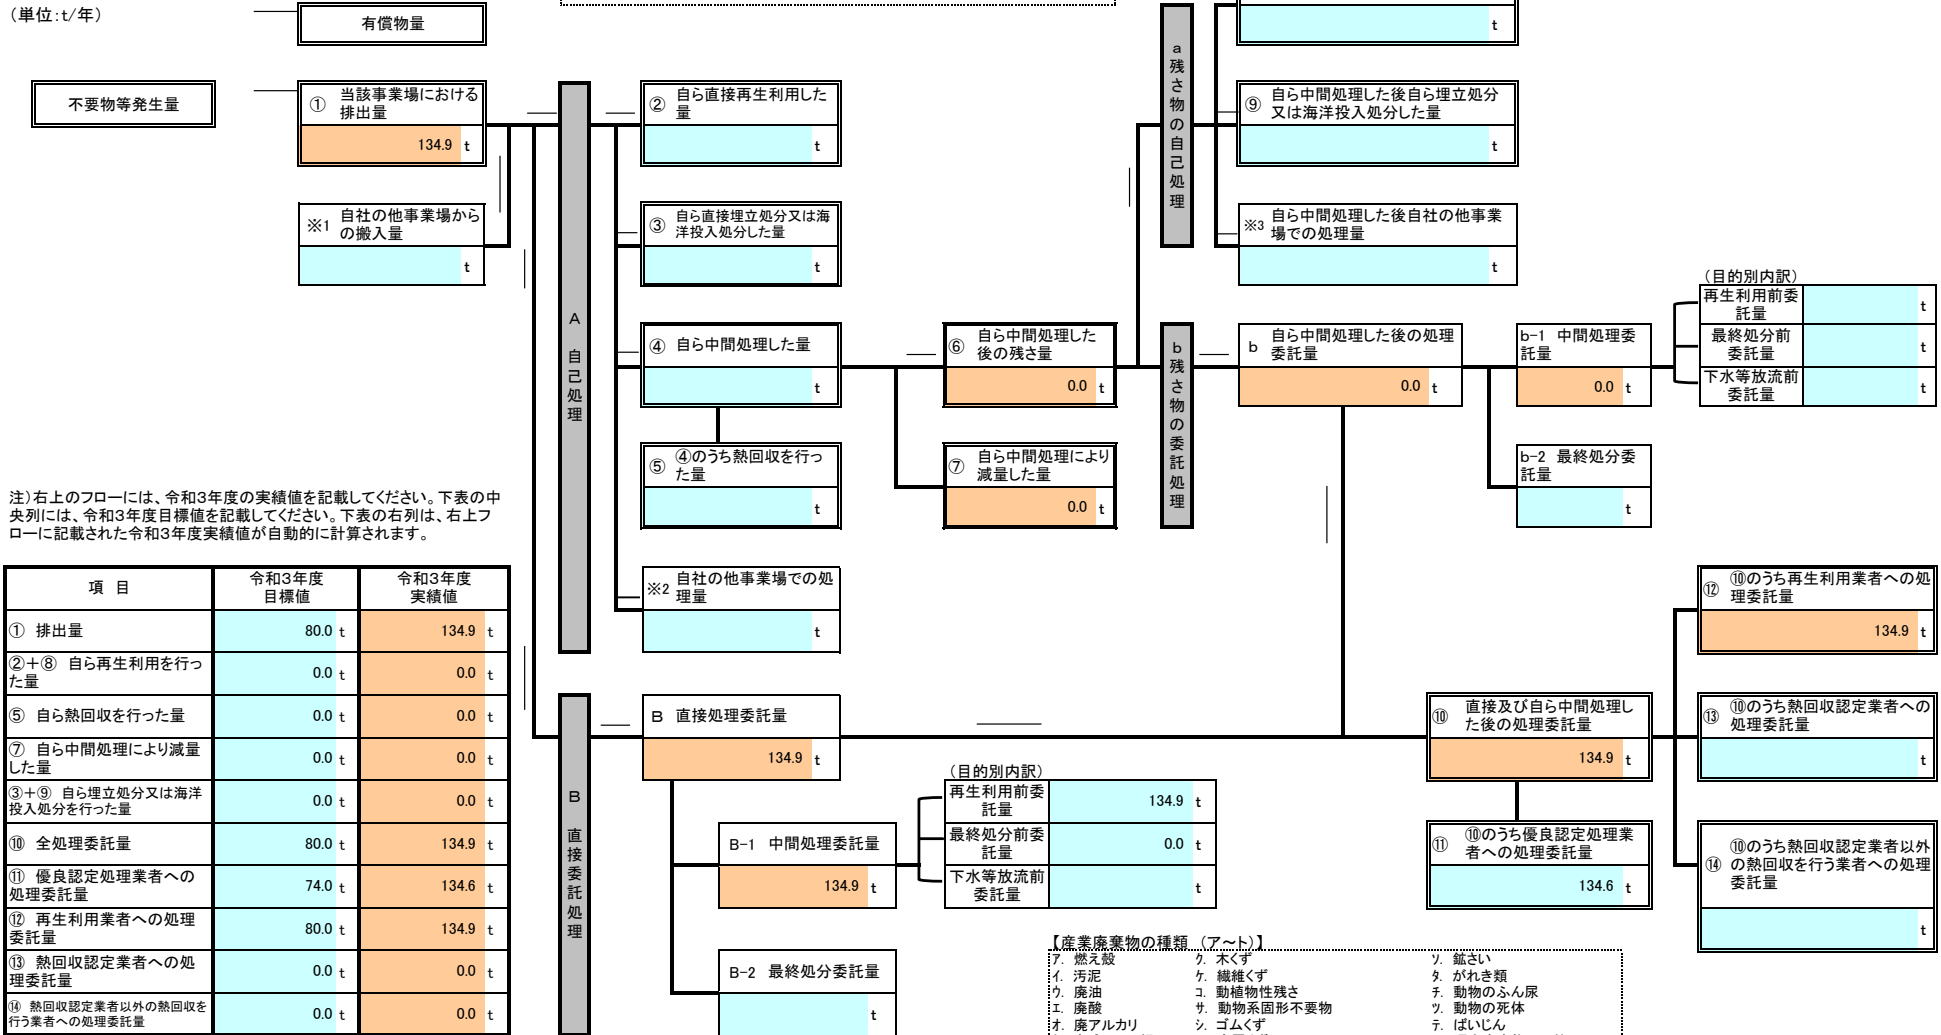 （単位：t/年）
有償物量
t
不要物等発生量
① 当該事業場における
排出量
134.9 t
※1 自社の他事業場から
の搬入量
t
A
自己処理
② 自ら直接再生利用した
量
t
③ 自ら直接埋立処分又は海
洋投入処分した量
t
④ 自ら中間処理した量
t
⑤ ④のうち熱回収を行っ
た量
t
※2 自社の他事業場での処
理量
t
⑥ 自ら中間処理した
後の残さ量
0.0 t
⑦ 自ら中間処理により
減量した量
0.0 t
a
残さ物の自己処理
⑨ 自ら中間処理した後自ら埋立処分
又は海洋投入処分した量
t
※3 自ら中間処理した後自社の他事業
場での処理量
t
b
残さ物の委託処理
b 自ら中間処理した後の処理
委託量
0.0 t
b-1 中間処理委
託量
0.0 t
b-2 最終処分委
託量
t
（目的別内訳）
再生利用前委
託量
t
最終処分前
委託量
t
下水等放流前
委託量
t
注）右上のフローには、令和3年度の実績値を記載してください。下表の中
央列には、令和3年度目標値を記載してください。下表の右列は、右上フ
ローに記載された令和3年度実績値が自動的に計算されます。
項 目 令和3年度
目標値 令和3年度
実績値
① 排出量 80.0 t 134.9 t
②＋⑧ 自ら再生利用を行っ
た量 0.0 t 0.0 t
⑤ 自ら熱回収を行った量 0.0 t 0.0 t
⑦ 自ら中間処理により減量
した量 0.0 t 0.0 t
③＋⑨ 自ら埋立処分又は海洋
投入処分を行った量 0.0 t 0.0 t
⑩ 全処理委託量 80.0 t 134.9 t
⑪ 優良認定処理業者への
処理委託量 74.0 t 134.6 t
⑫ 再生利用業者への処理
委託量 80.0 t 134.9 t
⑬ 熱回収認定業者への処
理委託量 0.0 t 0.0 t
⑭ 熱回収認定業者以外の熱回収を
行う業者への処理委託量 0.0 t 0.0 t
B
直接委託処理
B 直接処理委託量
134.9 t
B-1 中間処理委託量
134.9 t
B-2 最終処分委託量
t
（目的別内訳）
再生利用前委
託量
134.9 t
最終処分前委
託量
0.0 t
下水等放流前
委託量
t
⑩ 直接及び自ら中間処理し
た後の処理委託量
134.9 t
⑪ ⑩のうち優良認定処理業
者への処理委託量
134.6 t
⑫ ⑩のうち再生利用業者への処
理委託量
134.9 t
⑬ ⑩のうち熱回収認定業者への
処理委託量
t
⑭ ⑩のうち熱回収認定業者以外
の熱回収を行う業者への処理
委託量
t
【産業廃棄物の種類 （ア～ト）】
ア. 燃え殻 ク. 木くず ソ. 鉱さい
イ. 汚泥 ケ. 繊維くず タ. がれき類
ウ. 廃油 コ. 動植物性残さ チ. 動物のふん尿
エ. 廃酸 サ. 動物系固形不要物 ツ. 動物の死体
オ. 廃アルカリ シ. ゴムくず テ. ばいじん